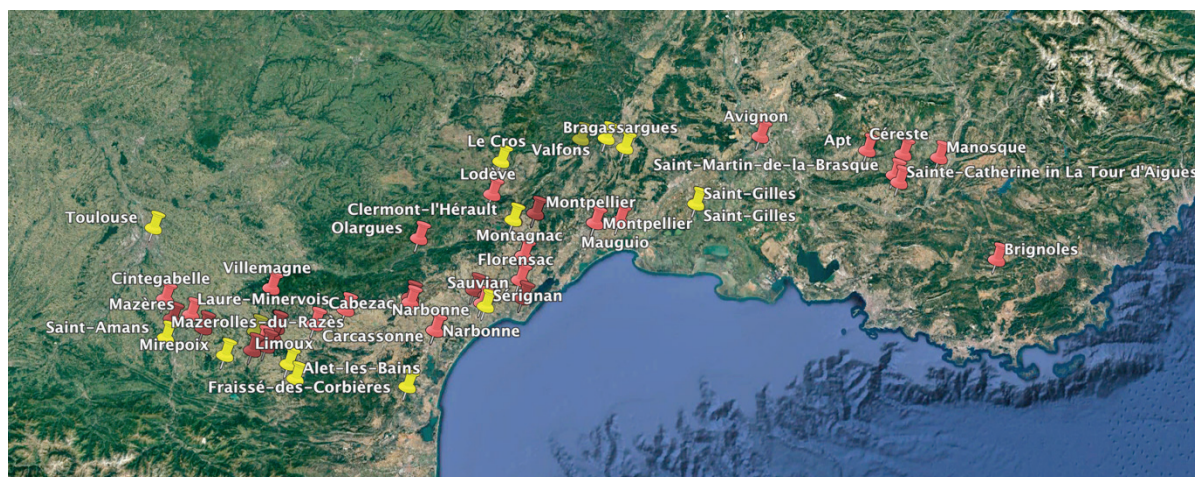 Avignon
Bragassargues
Apt
Céreste
Le Cros
Valfons
Manosque
Saint-Martin-de-la-Brasque
Sainte-Catherine in La Tour d'Aigues
Lodève
Saint-Gilles
Clermont-l'Hérault
Montpellier
Saint-Gilles
Toulouse
Olargues
Montpellier
Montagnac
Mauguio
Brignoles
Florensac
Villemagne
Cintegabelle
Sauvian
Laure-Minervois
Cabezac
Sérignan
Mazères
Narbonne
Mazerolles-du-Razès
Saint-Amans
Carcassonne
Narbonne
Mirepoix
Limoux
Alet-les-Bains
Fraissé-des-Corbières